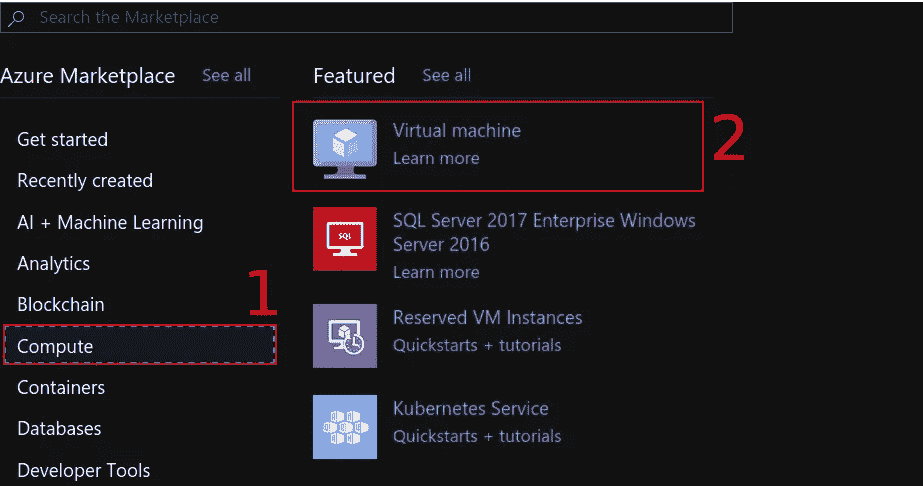 Search the Marketplace
Azure Marketplace See all
Get started
Recently created
AI + Machine Learning
Analytics
Blockchain
1
Compute
Containers
Databases
Developer Tools
Featured See all
Virtual machine
Learn more
2
SQL Server 2017 Enterprise Windows
Server 2016
Learn more
SQL
Reserved VM Instances
Quickstarts + tutorials
Kubernetes Service
Quickstarts + tutorials